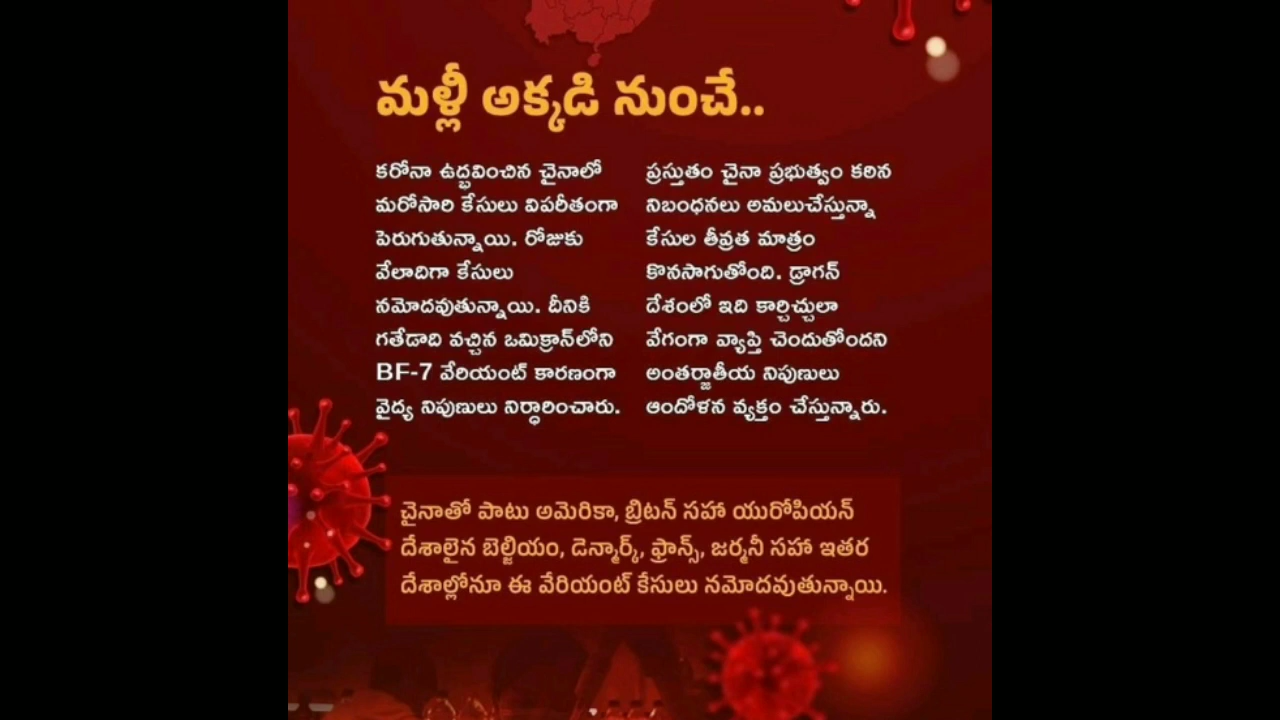 మళ్లీ అక్కడి నుంచే..
కరోనా ఉద్భవించిన చైనాలో
మరోసారి కేసులు విపరీతంగా
పెరుగుతున్నాయి. రోజుకు
వేలాదిగా కేసులు
నమోదవుతున్నాయి. దీనికి
గతేడాది వచ్చిన ఒమిక్రాన్‌లోని
BF-7 వేరియంట్ కారణంగా
వైద్య నిపుణులు నిర్ధారించారు.
ప్రస్తుతం చైనా ప్రభుత్వం కఠిన
నిబంధనలు అమలుచేస్తున్నా
కేసుల తీవ్రత మాత్రం
కొనసాగుతోంది. డ్రాగన్
దేశంలో ఇది కార్చిచ్చులా
వేగంగా వ్యాప్తి చెందుతోందని
అంతర్జాతీయ నిపుణులు
ఆందోళన వ్యక్తం చేస్తున్నారు.
చైనాతో పాటు అమెరికా, బ్రిటన్ సహా యురోపియన్
దేశాలైన బెల్జియం, డెన్మార్క్, ఫ్రాన్స్, జర్మనీ సహా ఇతర
దేశాల్లోనూ ఈ వేరియంట్ కేసులు నమోదవుతున్నాయి.